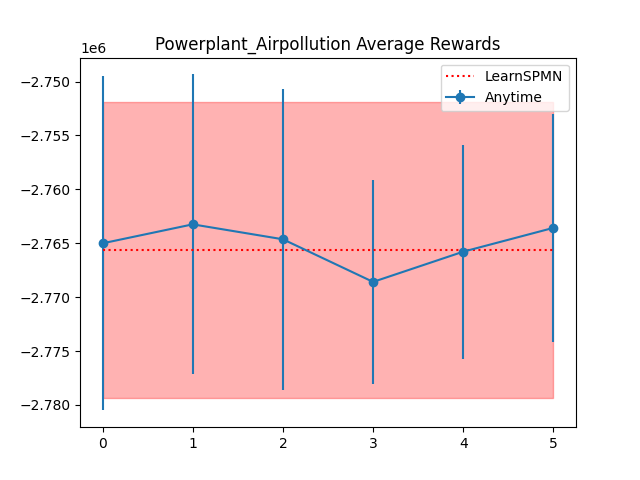 Powerplant_Airpollution Average Rewards
1e6
−2.750
−2.755
−2.760
−2.765
−2.770
−2.775
−2.780
LearnSPMN
Anytime
0 1 2 3 4 5